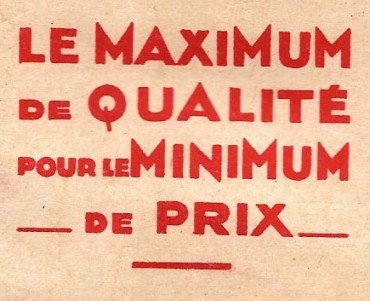 LE MAXIMUM
DE QUALITÉ
POUR LE MINIMUM
DE PRIX